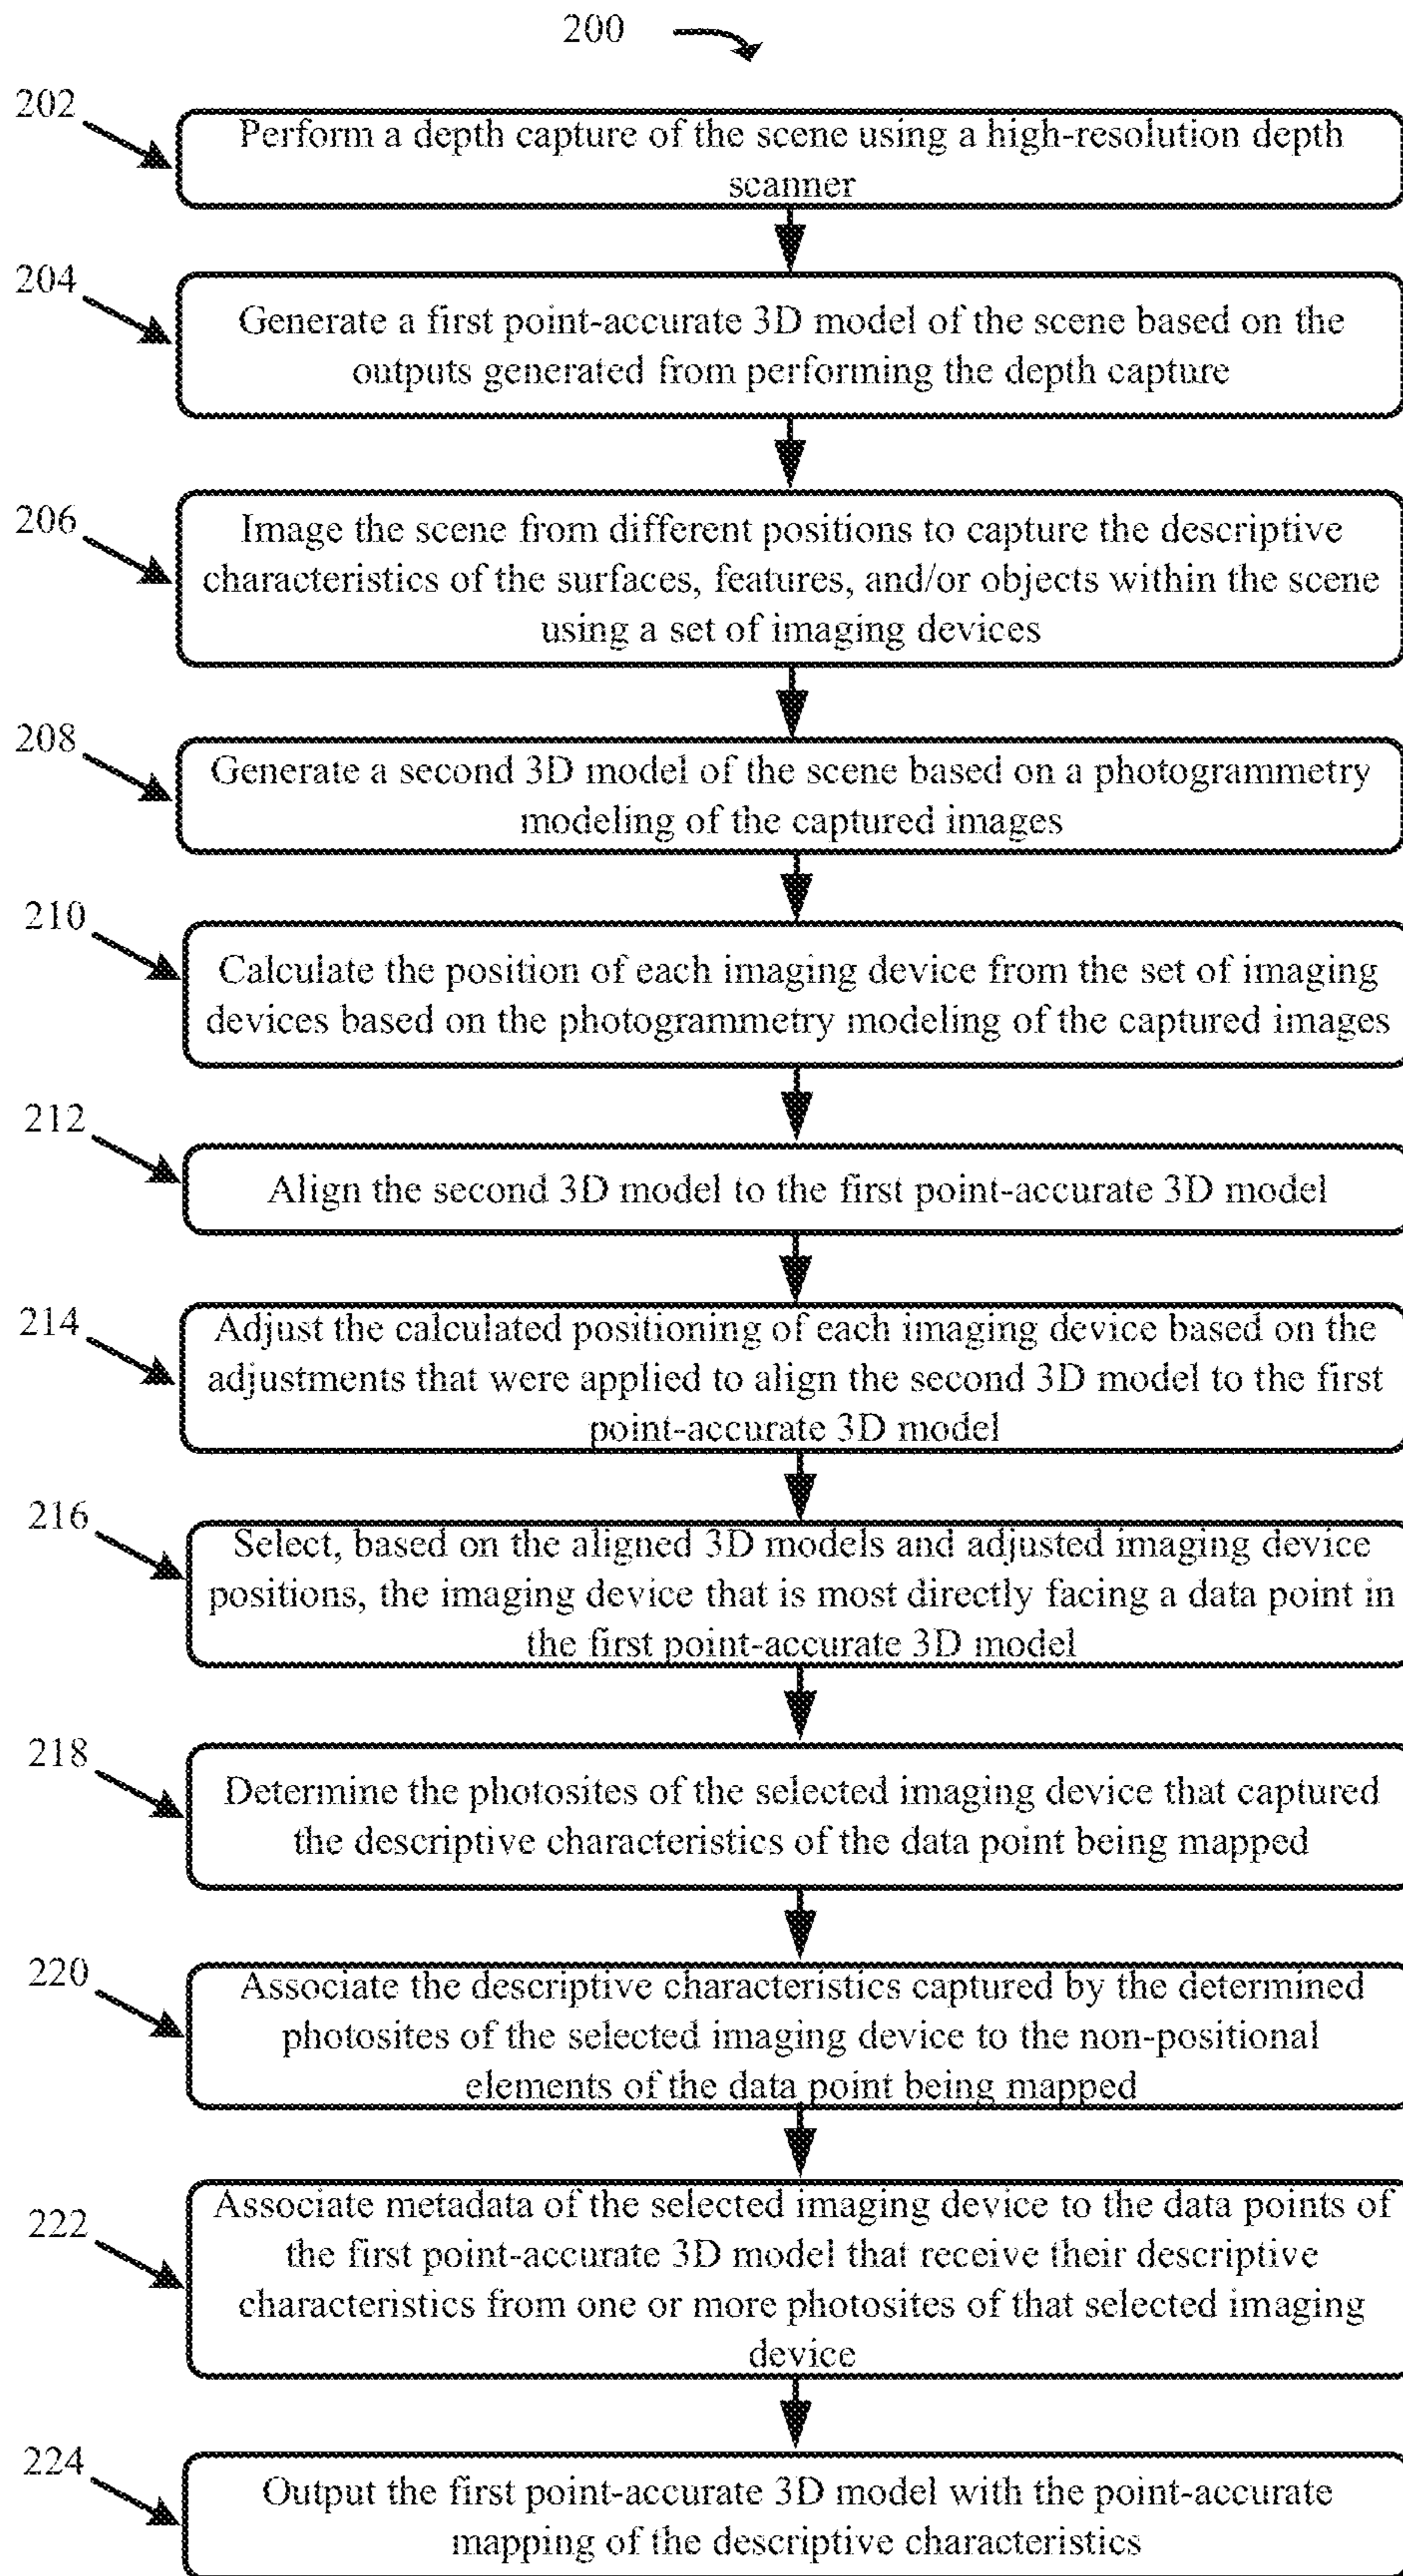 200
202
Perform a depth capture of the scene using a high-resolution depth
scanner
204
Generate a first point-accurate 3D model of the scene based on the
outputs generated from performing the depth capture
206
Image the scene from different positions to capture the descriptive
characteristics of the surfaces, features, and/or objects within the scene
using a set of imaging devices
208
Generate a second 3D model of the scene based on a photogrammetry
modeling of the captured images
210
Calculate the position of each imaging device from the set of imaging
devices based on the photogrammetry modeling of the captured images
212
Align the second 3D model to the first point-accurate 3D model
214
Adjust the calculated positioning of each imaging device based on the
adjustments that were applied to align the second 3D model to the first
point-accurate 3D model
216
Select, based on the aligned 3D models and adjusted imaging device
positions, the imaging device that is most directly facing a data point in
the first point-accurate 3D model
218
Determine the photosites of the selected imaging device that captured
the descriptive characteristics of the data point being mapped
220
Associate the descriptive characteristics captured by the determined
photosites of the selected imaging device to the non-positional
elements of the data point being mapped
222
Associate metadata of the selected imaging device to the data points of
the first point-accurate 3D model that receive their descriptive
characteristics from one or more photosites of that selected imaging
device
224
Output the first point-accurate 3D model with the point-accurate
mapping of the descriptive characteristics